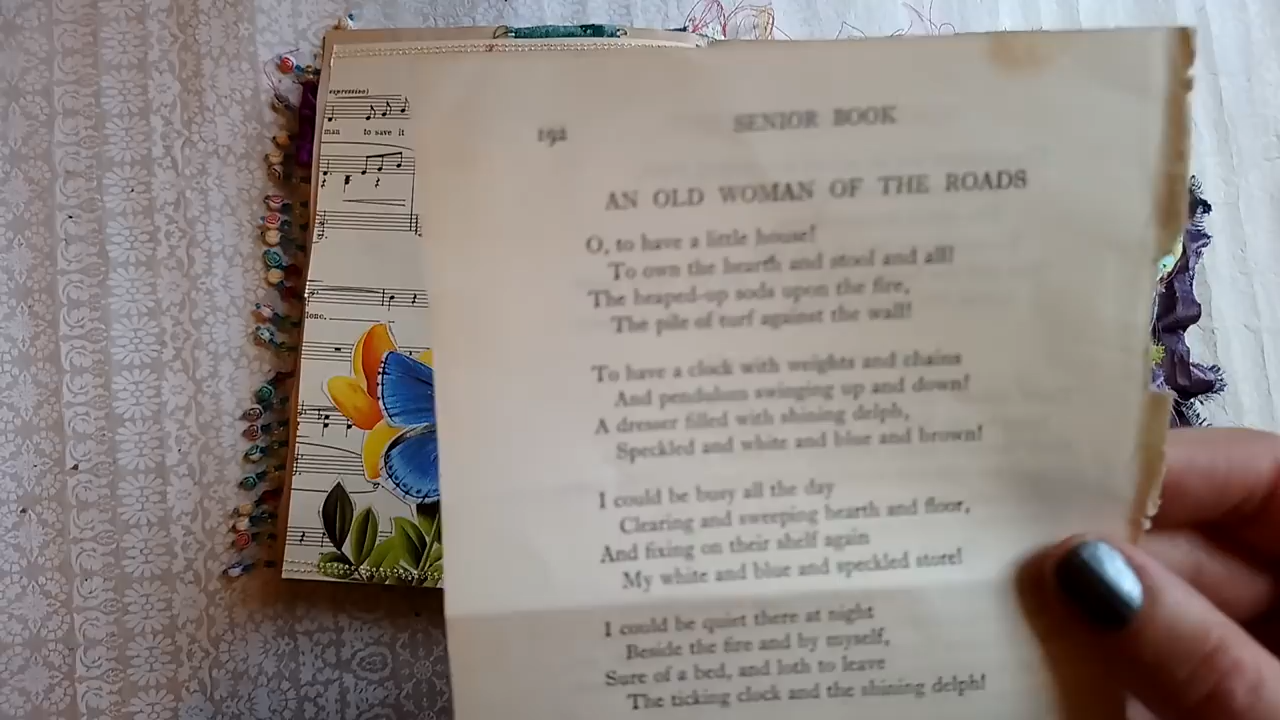 expressivo)
man to save it
lone,
192
SENIOR BOOK
AN OLD WOMAN OF THE ROADS
O, to have a little house!
To own the hearth and stool and all!
The heaped-up sods upon the fire,
The pile of turf against the wall!
To have a clock with weights and chains
And pendulum swinging up and down!
A dresser filled with shining delph,
Speckled and white and blue and brown!
I could be busy all the day
Clearing and sweeping hearth and floor,
And fixing on their shelf again
My white and blue and speckled store!
I could be quiet there at night
Beside the fire and by myself,
Sure of a bed, and loth to leave
The ticking clock and the shining delph!